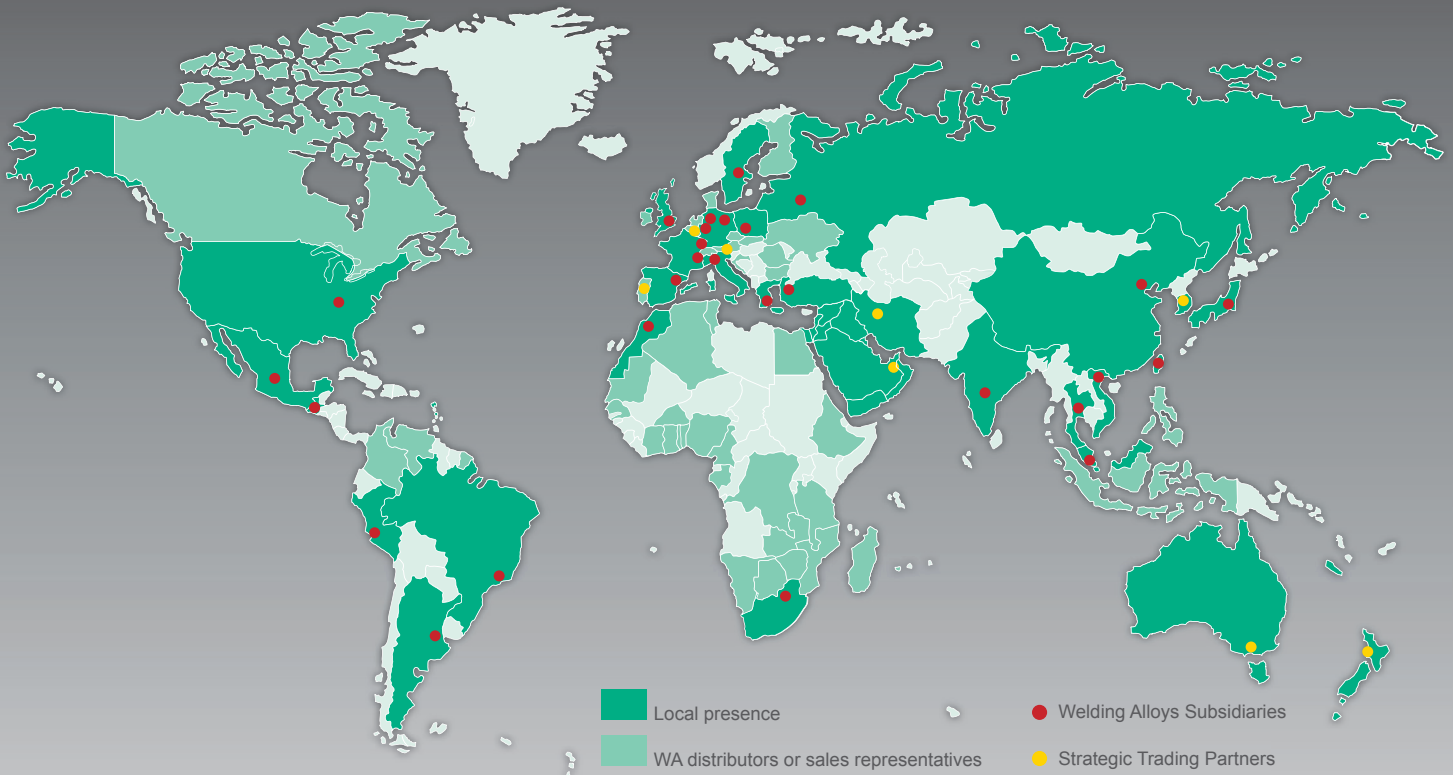 Local presence
Welding Alloys Subsidiaries
WA distributors or sales representatives
Strategic Trading Partners